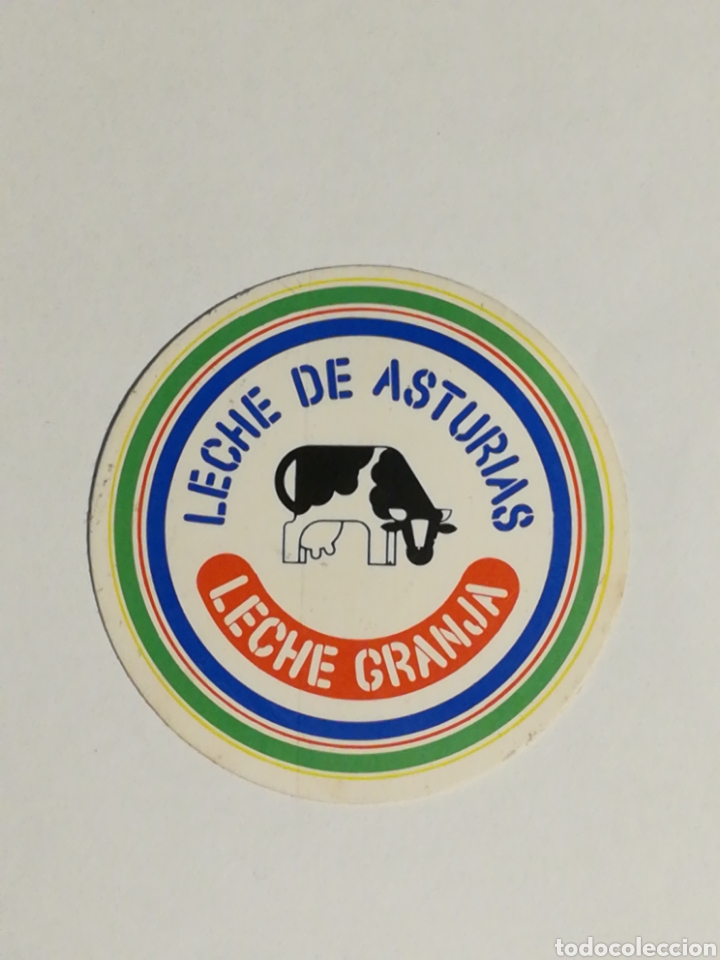 LECHE DE ASTURIAS
LECHE GRANJA
todocoleccion